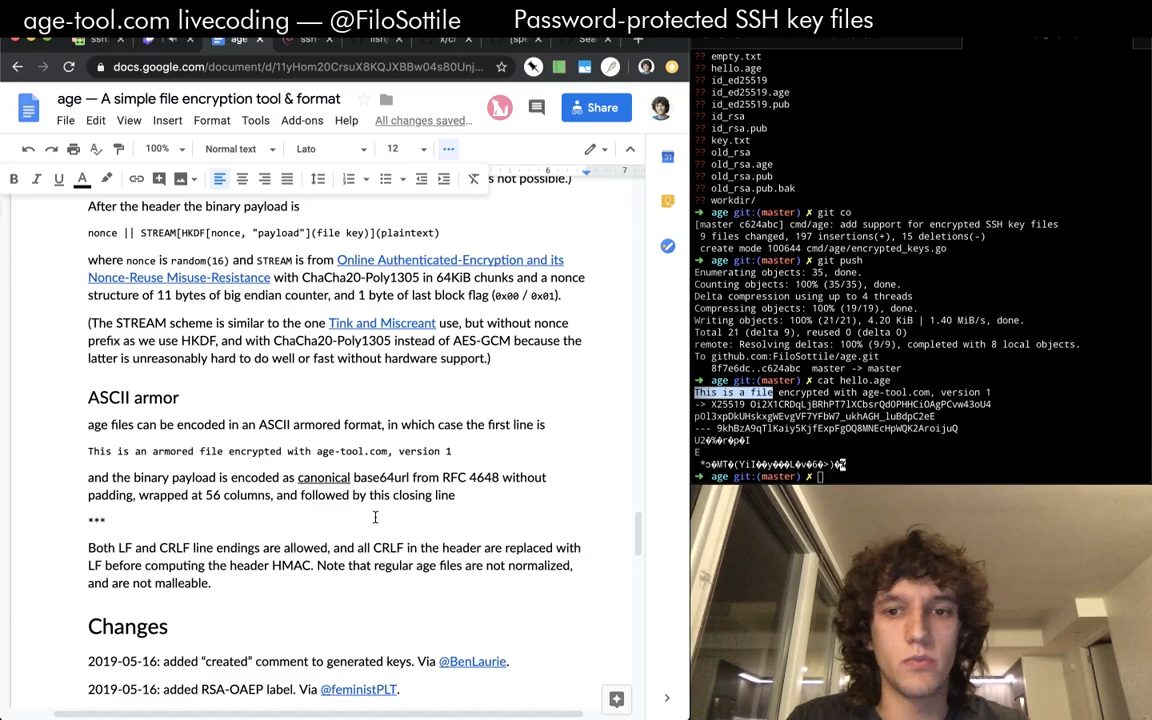 age-tool.com livecoding — @FiloSottile
Password-protected SSH key files
age
docs.google.com/document/d/11yHom20CrsuX8KQJXBBw04s80Unj...
age — A simple file encryption tool & format
File Edit View Insert Format Tools Add-ons Help All changes saved...
Share
100% Normal text Lato 12
B I U A
6 7
s not possible.)
After the header the binary payload is
nonce || STREAM[HKDF[nonce, "payload"](file key)](plaintext)
where nonce is random(16) and STREAM is from Online Authenticated-Encryption and its
Nonce-Reuse Misuse-Resistance with ChaCha20-Poly1305 in 64KiB chunks and a nonce
structure of 11 bytes of big endian counter, and 1 byte of last block flag (0x00 / 0x01).
(The STREAM scheme is similar to the one Tink and Miscreant use, but without nonce
prefix as we use HKDF, and with ChaCha20-Poly1305 instead of AES-GCM because the
latter is unreasonably hard to do well or fast without hardware support.)
ASCII armor
age files can be encoded in an ASCII armored format, in which case the first line is
This is an armored file encrypted with age-tool.com, version 1
and the binary payload is encoded as canonical base64url from RFC 4648 without
padding, wrapped at 56 columns, and followed by this closing line
***
Both LF and CRLF line endings are allowed, and all CRLF in the header are replaced with
LF before computing the header HMAC. Note that regular age files are not normalized,
and are not malleable.
Changes
2019-05-16: added “created” comment to generated keys. Via @BenLaurie.
2019-05-16: added RSA-OAEP label. Via @feministPLT.
?? empty.txt
?? hello.age
?? id_ed25519
?? id_ed25519.age
?? id_ed25519.pub
?? id_rsa
?? id_rsa.pub
?? key.txt
?? old_rsa
?? old_rsa.age
?? old_rsa.pub
?? old_rsa.pub.bak
?? workdir/
➜ age git:(master) ✗ git co
[master c624abc] cmd/age: add support for encrypted SSH key files
9 files changed, 197 insertions(+), 15 deletions(-)
create mode 100644 cmd/age/encrypted_keys.go
➜ age git:(master) ✗ git push
Enumerating objects: 35, done.
Counting objects: 100% (35/35), done.
Delta compression using up to 4 threads
Compressing objects: 100% (19/19), done.
Writing objects: 100% (21/21), 4.20 KiB | 1.40 MiB/s, done.
Total 21 (delta 9), reused 0 (delta 0)
remote: Resolving deltas: 100% (9/9), completed with 8 local objects.
To github.com:FiloSottile/age.git
8f7e6dc..c624abc master -> master
➜ age git:(master) ✗ cat hello.age
This is a file encrypted with age-tool.com, version 1
-> X25519 Oi2X1CRDqLjBRhPT7lXCbsrQdOPHHCiOAgPCvw43oU4
pOl3xpDkUHskxgWEvgVF7YFbW7_ukhAGH_luBdpC2eE
--- 9khBzA9qTlKaiy5KjfExpFgOQ8MNEcHpWQK2AroijuQ
E
➜ age git:(master) ✗